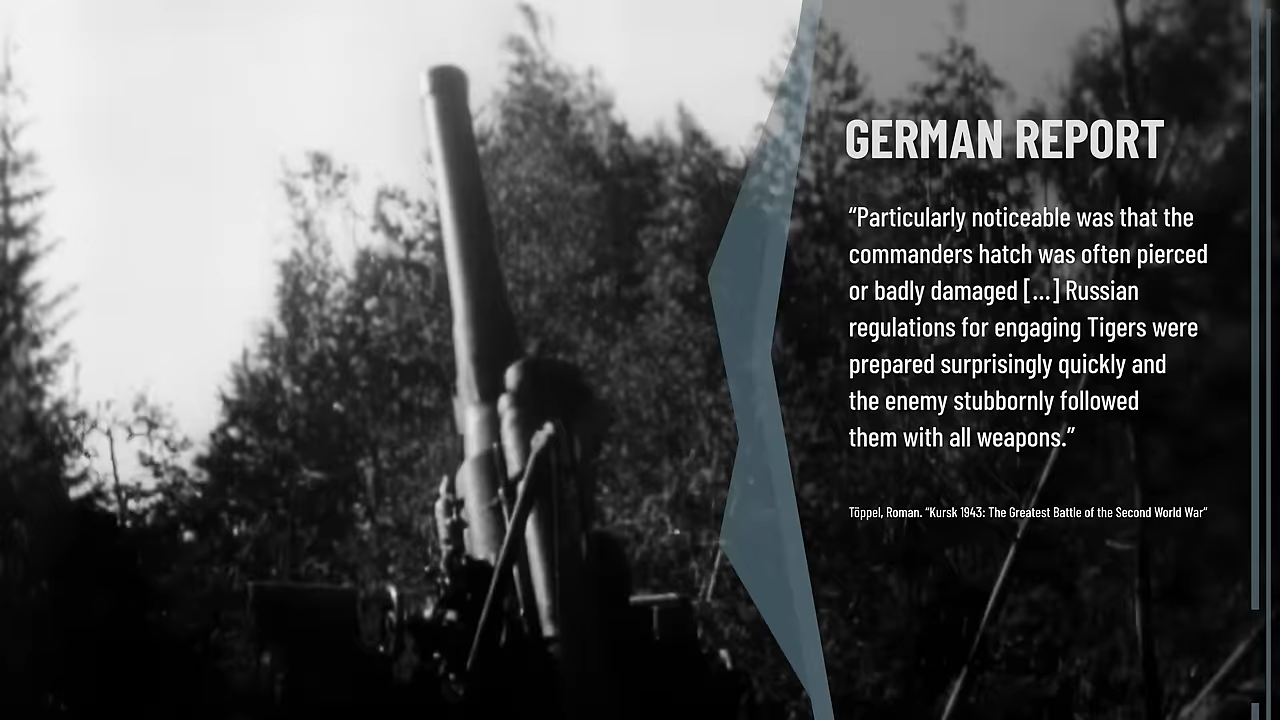 GERMAN REPORT
“Particularly noticeable was that the
commanders hatch was often pierced
or badly damaged [...] Russian
regulations for engaging Tigers were
prepared surprisingly quickly and
the enemy stubbornly followed
them with all weapons.”
Töppel, Roman. “Kursk 1943: The Greatest Battle of the Second World War”